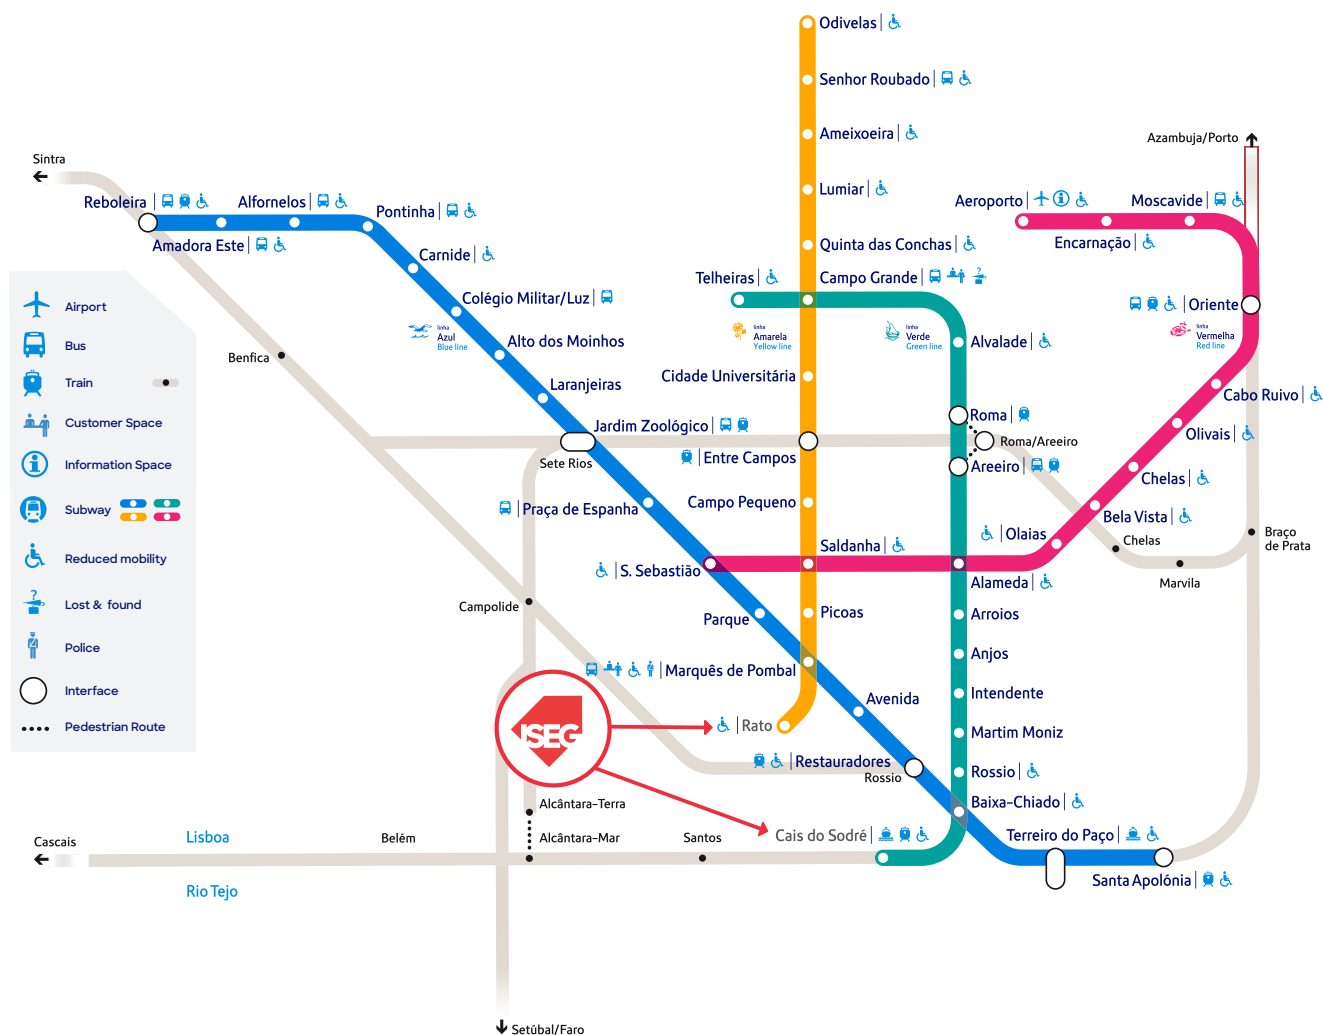 Odivelas
Senhor Roubado
Ameixoeira
Azambuja/Porto
Sintra
Lumiar
Reboleira
Alfornelos
Pontinha
Aeroporto
Moscavide
Amadora Este
Carnide
Quinta das Conchas
Encarnação
Telheiras
Campo Grande
Colégio Militar/Luz
Oriente
linha
Azul
Blue line
linha
Amarela
Yellow line
linha
Verde
Green line
linha
Vermelha
Red line
Alto dos Moinhos
Alvalade
Benfica
Cidade Universitária
Laranjeiras
Cabo Ruivo
Roma
Jardim Zoológico
Olivais
Roma/Areeiro
Sete Rios
Entre Campos
Areeiro
Chelas
Campo Pequeno
Praça de Espanha
Bela Vista
Olaias
Chelas
Braço
de Prata
Saldanha
S. Sebastião
Alameda
Marvila
Campolide
Parque
Picoas
Arroios
Anjos
Marquês de Pombal
Intendente
Avenida
ISEG
Rato
Martim Moniz
Restauradores
Rossio
Rossio
Baixa-Chiado
Alcântara-Terra
Cais do Sodré
Terreiro do Paço
Alcântara-Mar
Santos
Belém
Lisboa
Cascais
Santa Apolónia
Rio Tejo
Setúbal/Faro
Airport
Bus
Train
Customer Space
Information Space
Subway
Reduced mobility
?
Lost & found
Police
Interface
Pedestrian Route